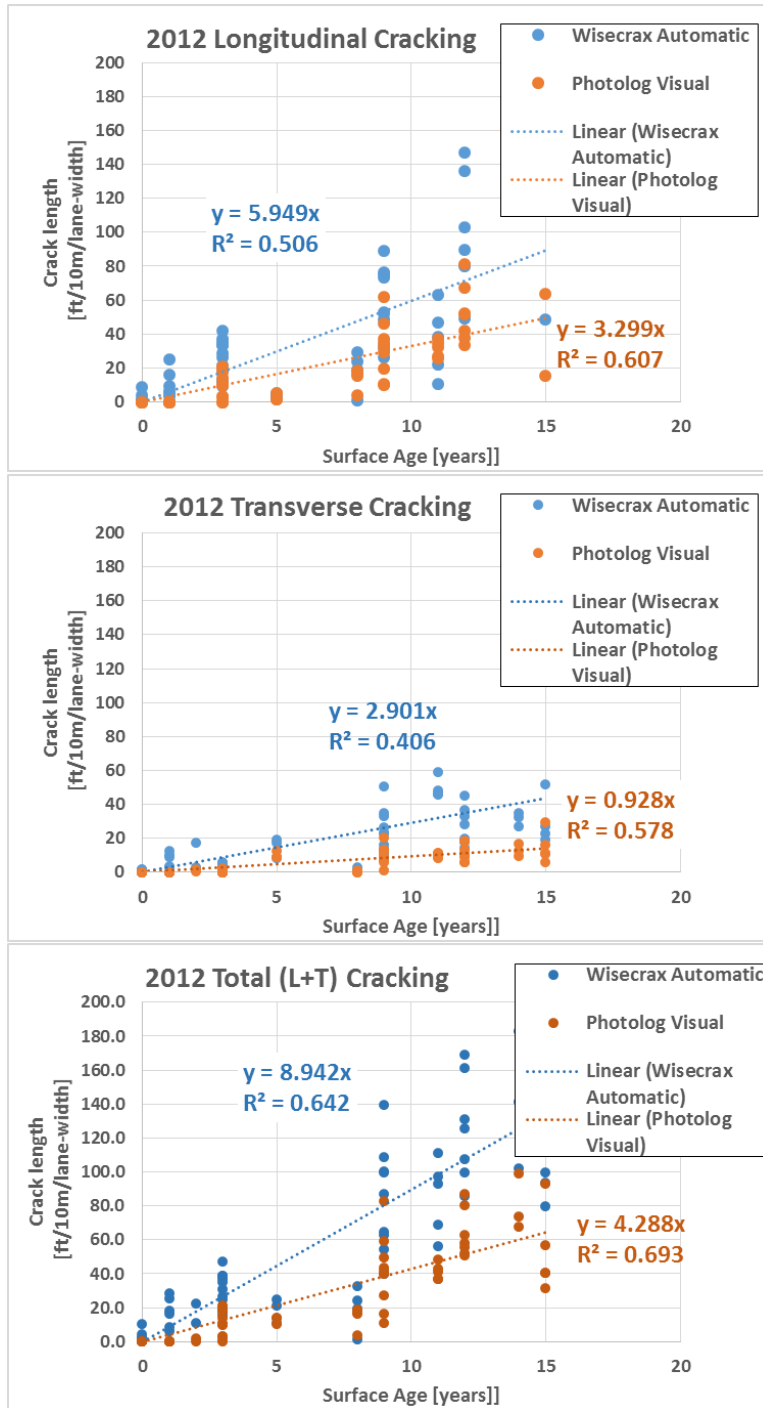 2012 Longitudinal Cracking
Wisecrax Automatic
Photolog Visual
Linear (Wisecrax
Automatic)
Linear (Photolog
Visual)
200
180
160
140
120
100
80
60
40
20
0
Crack length
[ft/10m/lane-width]
y = 5.949x
R² = 0.506
y = 3.299x
R² = 0.607
0 5 10 15 20
Surface Age [years]]
2012 Transverse Cracking
Wisecrax Automatic
Photolog Visual
Linear (Wisecrax
Automatic)
Linear (Photolog
Visual)
200
180
160
140
120
100
80
60
40
20
0
Crack length
[ft/10m/lane-width]
y = 2.901x
R² = 0.406
y = 0.928x
R² = 0.578
0 5 10 15 20
Surface Age [years]]
2012 Total (L+T) Cracking
Wisecrax Automatic
Photolog Visual
Linear (Wisecrax
Automatic)
Linear (Photolog
Visual)
200.0
180.0
160.0
140.0
120.0
100.0
80.0
60.0
40.0
20.0
0.0
Crack length
[ft/10m/lane-width]
y = 8.942x
R² = 0.642
y = 4.288x
R² = 0.693
0 5 10 15 20
Surface Age [years]]